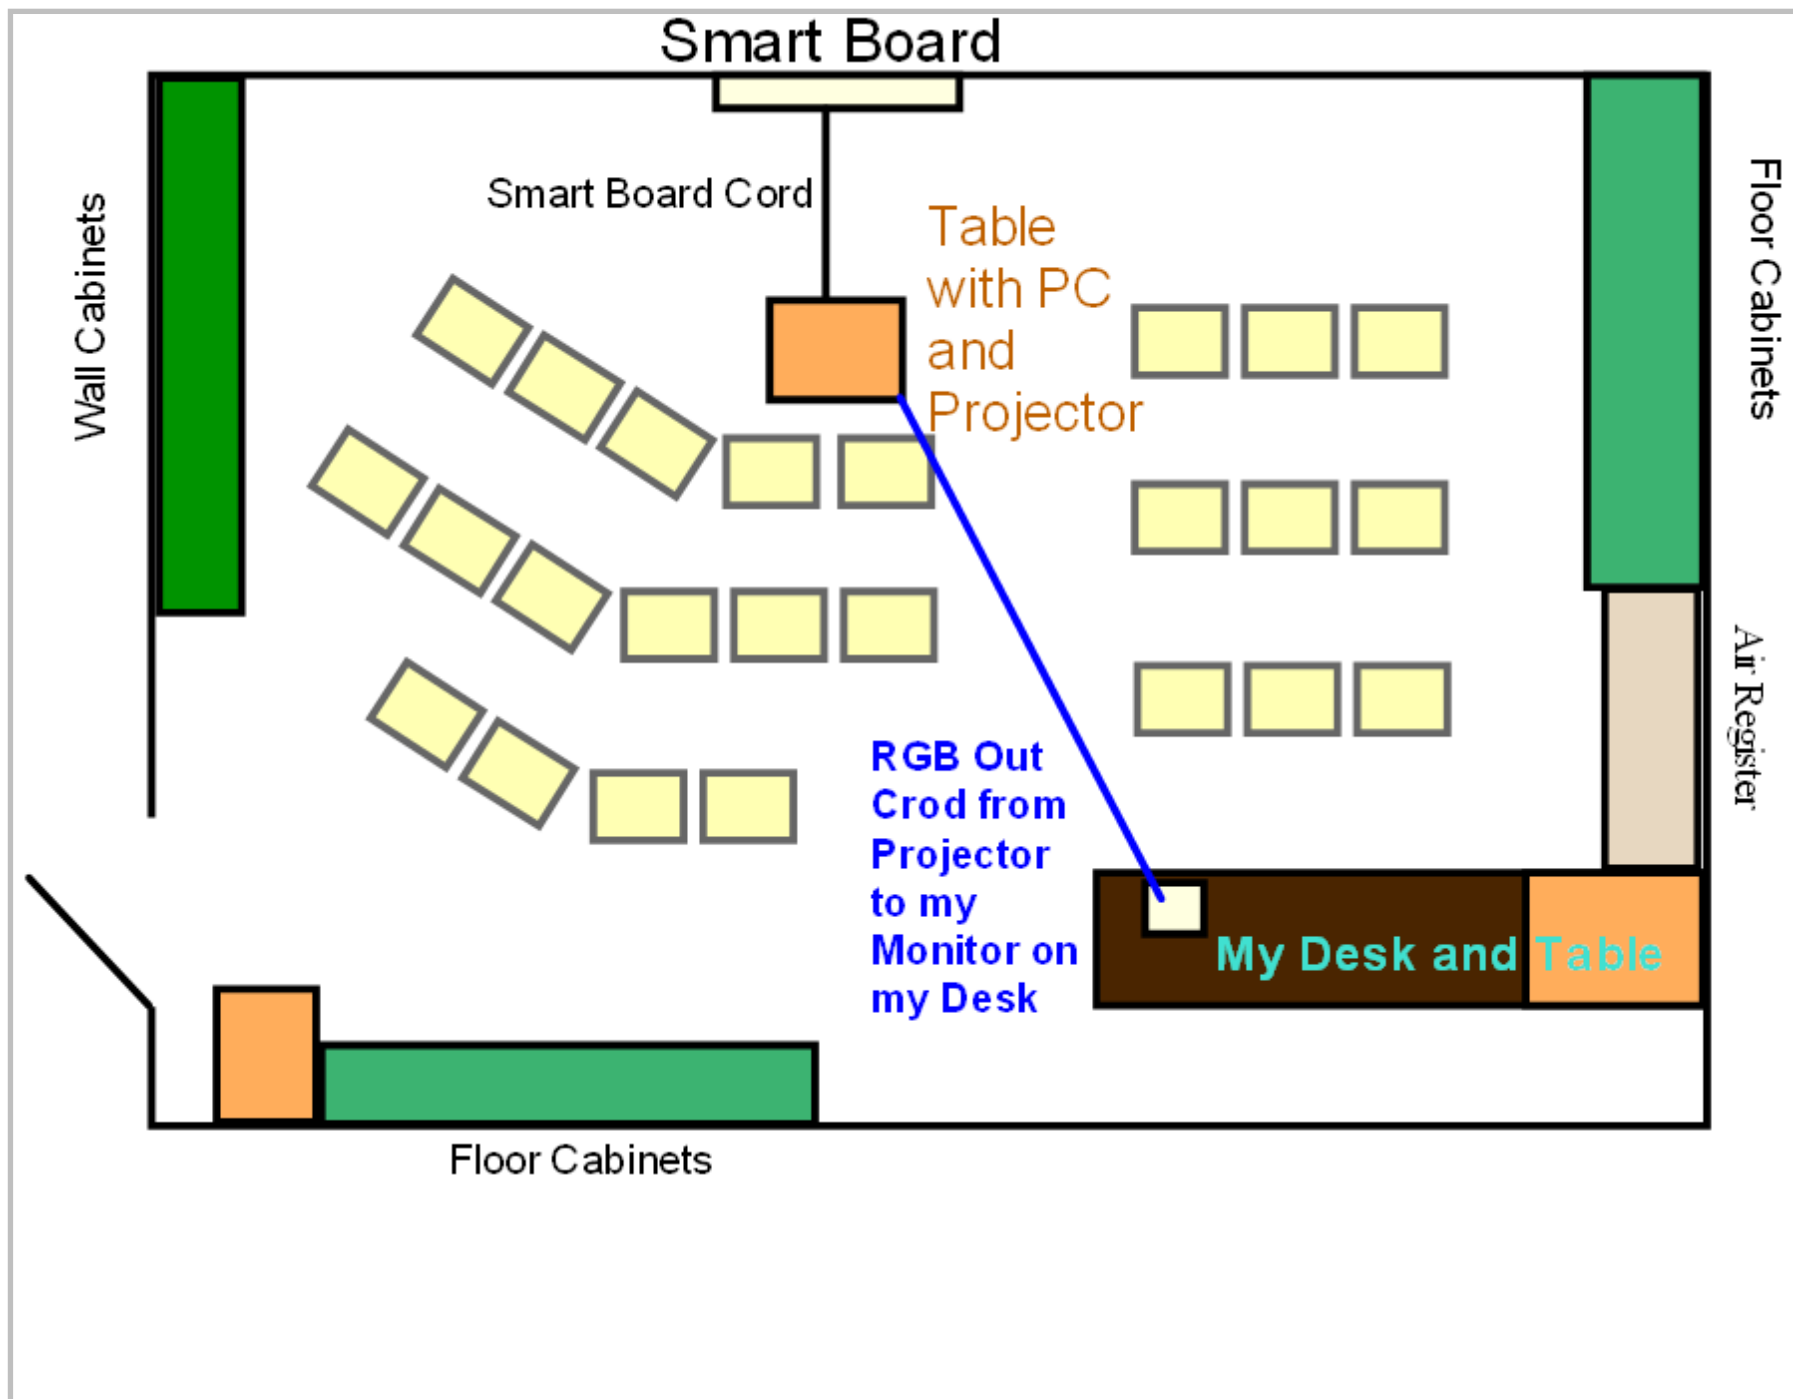 Smart Board
Smart Board Cord
Table
with PC
and
Projector
Wall Cabinets
Floor Cabinets
Air Register
RGB Out
Crod from
Projector
to my
Monitor on
my Desk
My Desk and Table
Floor Cabinets